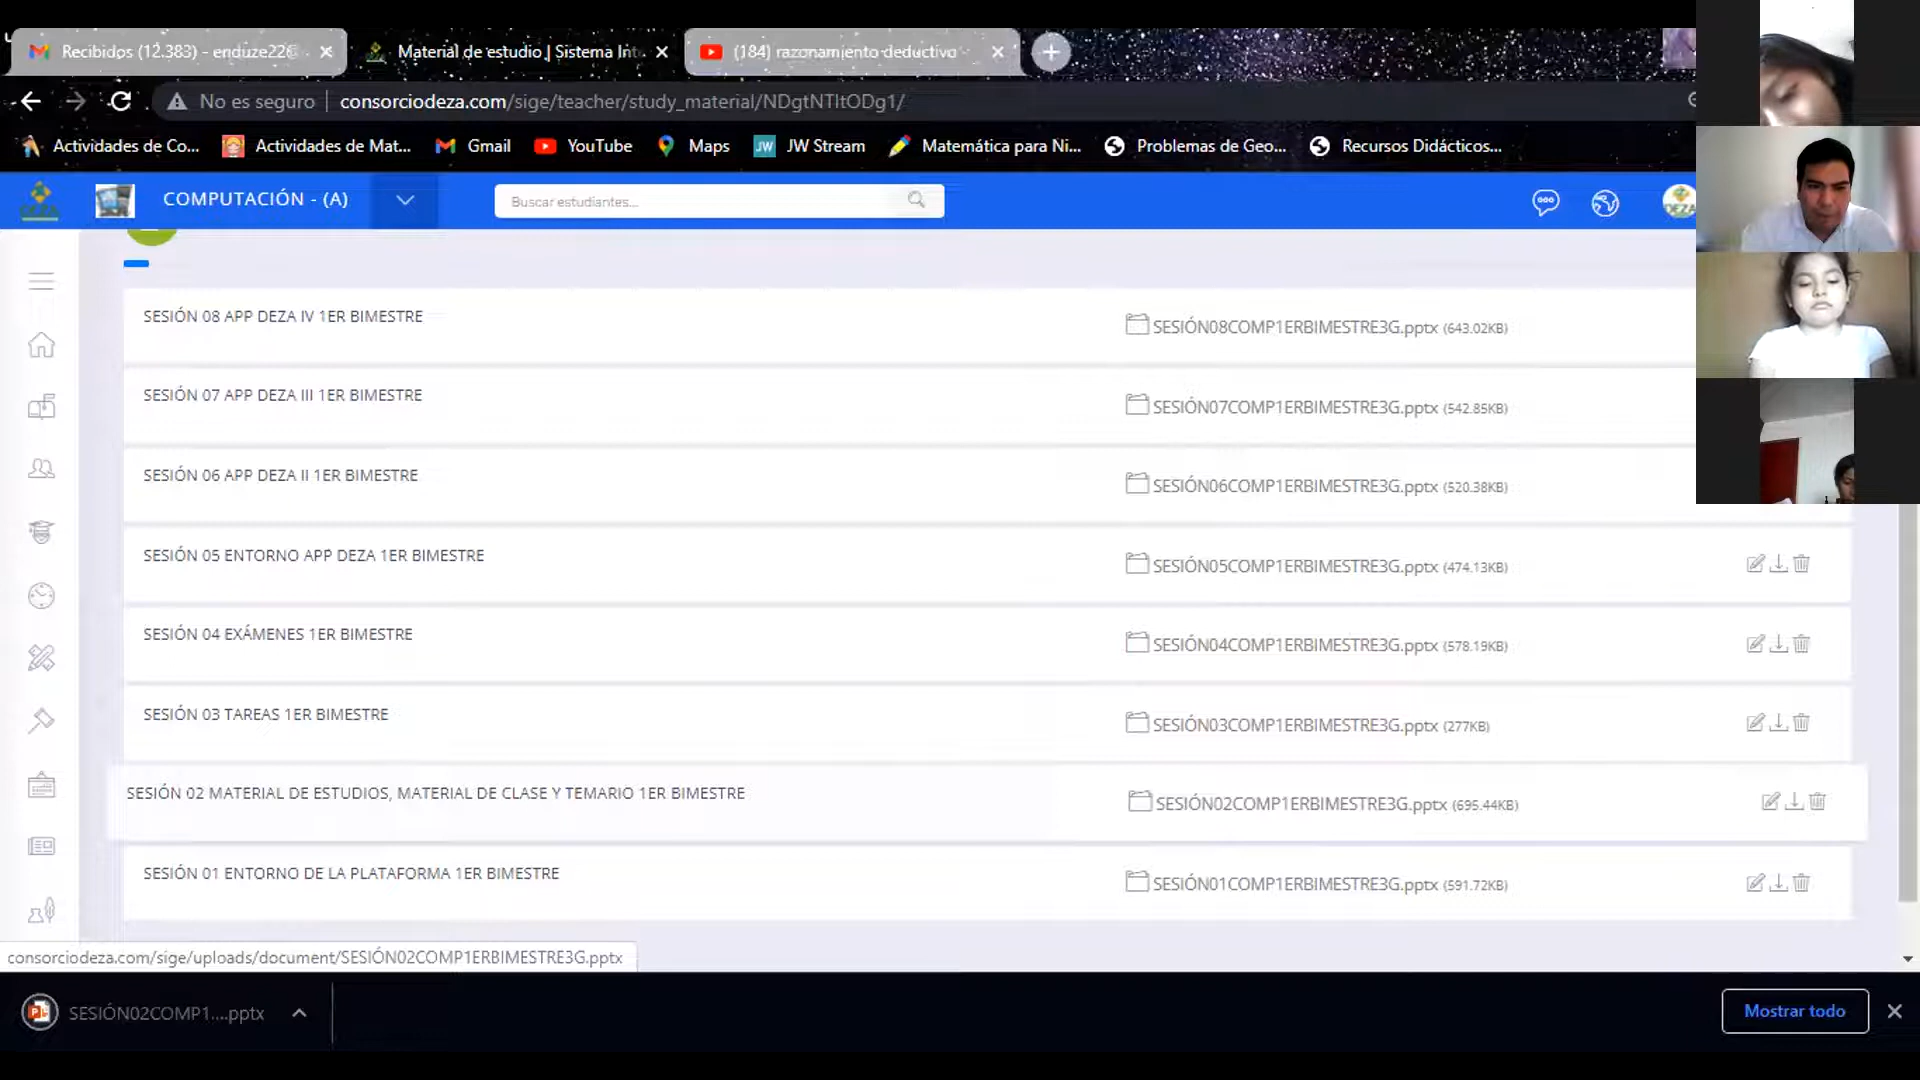 Recibidos (12.383) - enduze226
Material de estudio | Sistema Int
(184) razonamiento deductivo -
No es seguro
consorciodeza.com/sige/teacher/study_material/NDgtNTItODg1/
Actividades de Co...
Actividades de Mat...
Gmail
YouTube
Maps
JW Stream
Matemática para Ni...
Problemas de Geo...
Recursos Didácticos...
DEZA
COMPUTACIÓN - (A)
Buscar estudiantes...
DEZA
SESIÓN 08 APP DEZA IV 1ER BIMESTRE
SESIÓN08COMP1ERBIMESTRE3G.pptx (643.02KB)
SESIÓN 07 APP DEZA III 1ER BIMESTRE
SESIÓN07COMP1ERBIMESTRE3G.pptx (542.85KB)
SESIÓN 06 APP DEZA II 1ER BIMESTRE
SESIÓN06COMP1ERBIMESTRE3G.pptx (520.38KB)
SESIÓN 05 ENTORNO APP DEZA 1ER BIMESTRE
SESIÓN05COMP1ERBIMESTRE3G.pptx (474.13KB)
SESIÓN 04 EXÁMENES 1ER BIMESTRE
SESIÓN04COMP1ERBIMESTRE3G.pptx (578.19KB)
SESIÓN 03 TAREAS 1ER BIMESTRE
SESIÓN03COMP1ERBIMESTRE3G.pptx (277KB)
SESIÓN 02 MATERIAL DE ESTUDIOS, MATERIAL DE CLASE Y TEMARIO 1ER BIMESTRE
SESIÓN02COMP1ERBIMESTRE3G.pptx (695.44KB)
SESIÓN 01 ENTORNO DE LA PLATAFORMA 1ER BIMESTRE
SESIÓN01COMP1ERBIMESTRE3G.pptx (591.72KB)
consorciodeza.com/sige/uploads/document/SESIÓN02COMP1ERBIMESTRE3G.pptx
SESIÓN02COMP1....pptx
Mostrar todo